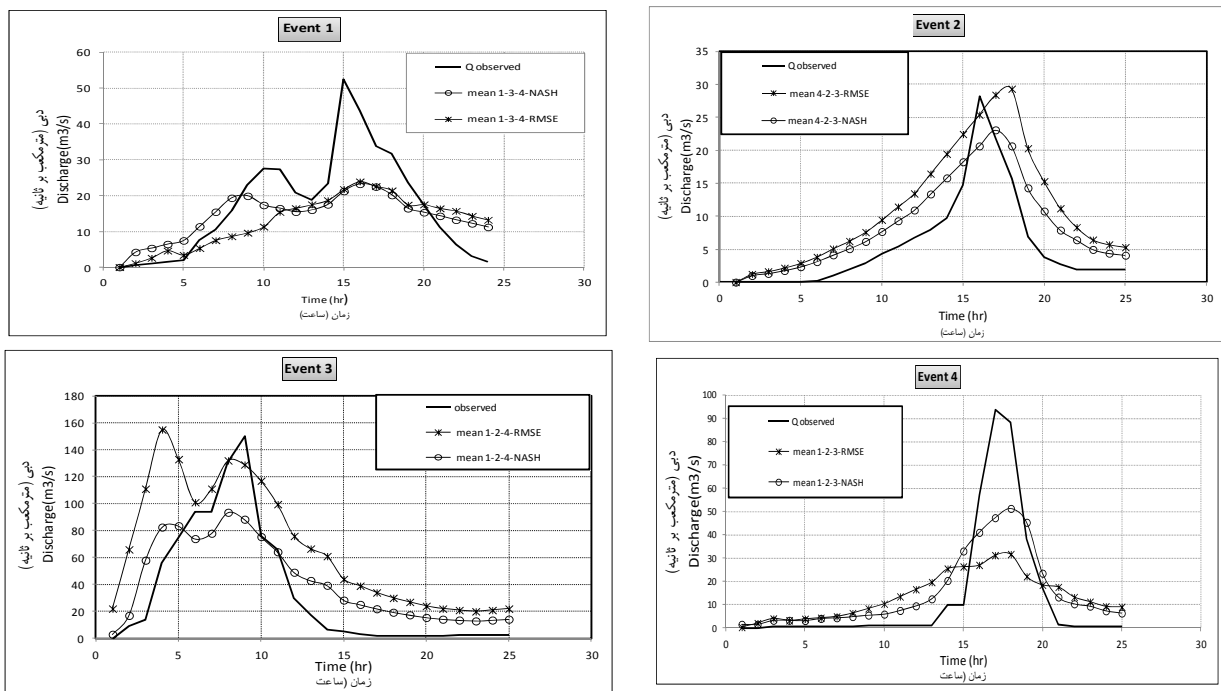 Event 1
60
50
40
30
20
10
0
0
5
10
15
20
25
30
دبی (مترمکعب بر ثانیه)
Discharge(m3/s)
Time (hr)
زمان (ساعت)
Q observed
mean 1-3-4-NASH
mean 1-3-4-RMSE
Event 2
35
30
25
20
15
10
5
0
0
5
10
15
20
25
30
دبی (مترمکعب بر ثانیه)
Discharge(m3/s)
Time (hr)
زمان (ساعت)
Q observed
mean 4-2-3-RMSE
mean 4-2-3-NASH
Event 3
180
160
140
120
100
80
60
40
20
0
0
5
10
15
20
25
30
دبی (مترمکعب بر ثانیه)
Discharge(m3/s)
Time (hr)
زمان (ساعت
observed
mean 1-2-4-RMSE
mean 1-2-4-NASH
Event 4
100
90
80
70
60
50
40
30
20
10
0
0
5
10
15
20
25
30
دبی (مترمکعب بر ثانیه)
Discharge(m3/s)
Time (hr)
زمان (ساعت
Q observed
mean 1-2-3-RMSE
mean 1-2-3-NASH